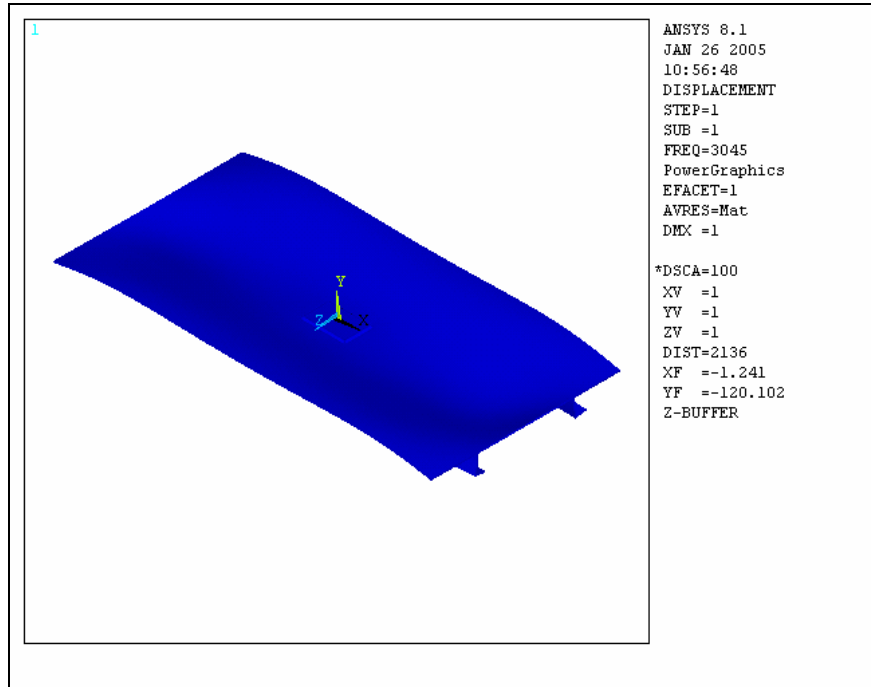 1
ANSYS 8.1
JAN 26 2005
10:56:48
DISPLACEMENT
STEP=1
SUB =1
FREQ=3045
PowerGraphics
EFACET=1
AVRES=Mat
DMX =1
*DSCA=100
XV =1
YV =1
ZV =1
DIST=2136
XF =-1.241
YF =-120.102
Z-BUFFER
Y
Z X